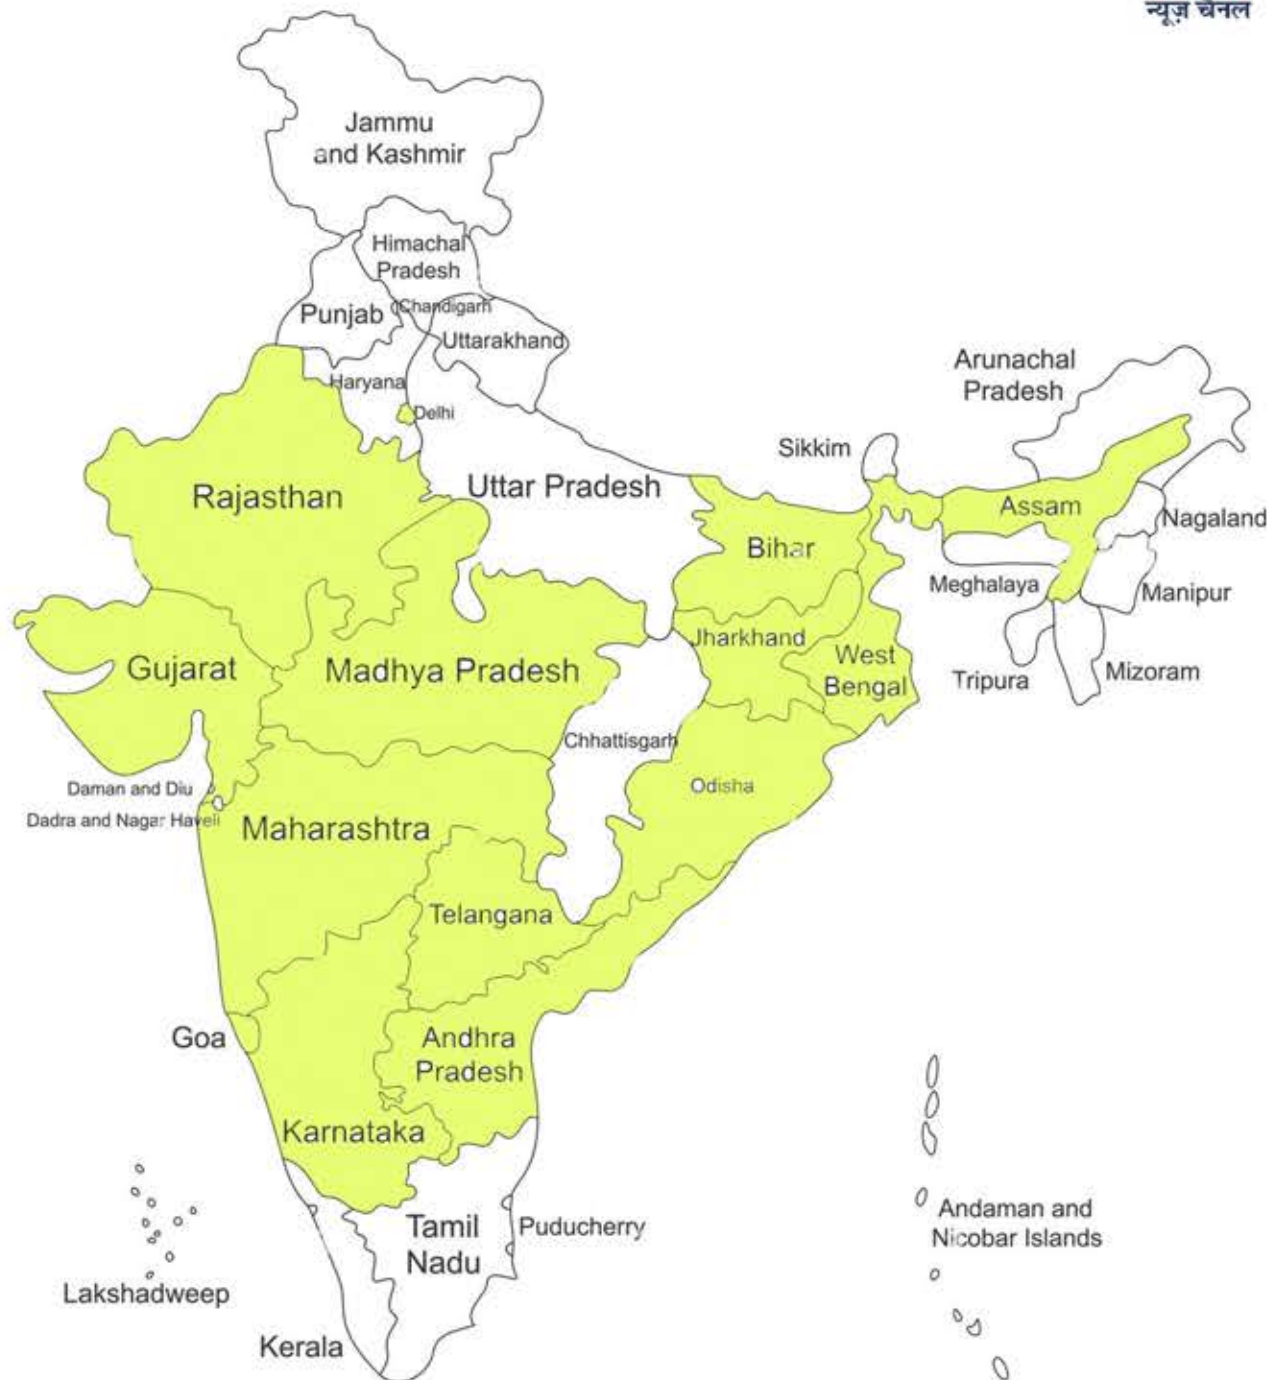 न्यूज़ चैनल
Jammu
and Kashmir
Himachal
Pradesh
Punjab
Chandigarh
Uttarakhand
Haryana
Delhi
Arunachal
Pradesh
Sikkim
Rajasthan
Uttar Pradesh
Assam
Nagaland
Bihar
Meghalaya
Manipur
Jharkhand
Gujarat
Madhya Pradesh
West
Bengal
Tripura
Mizoram
Chhattisgarh
Odisha
Daman and Diu
Dadra and Nagar Haveli
Maharashtra
Telangana
Goa
Andhra
Pradesh
Karnataka
Tamil
Nadu
Puducherry
Andaman and
Nicobar Islands
Lakshadweep
Kerala